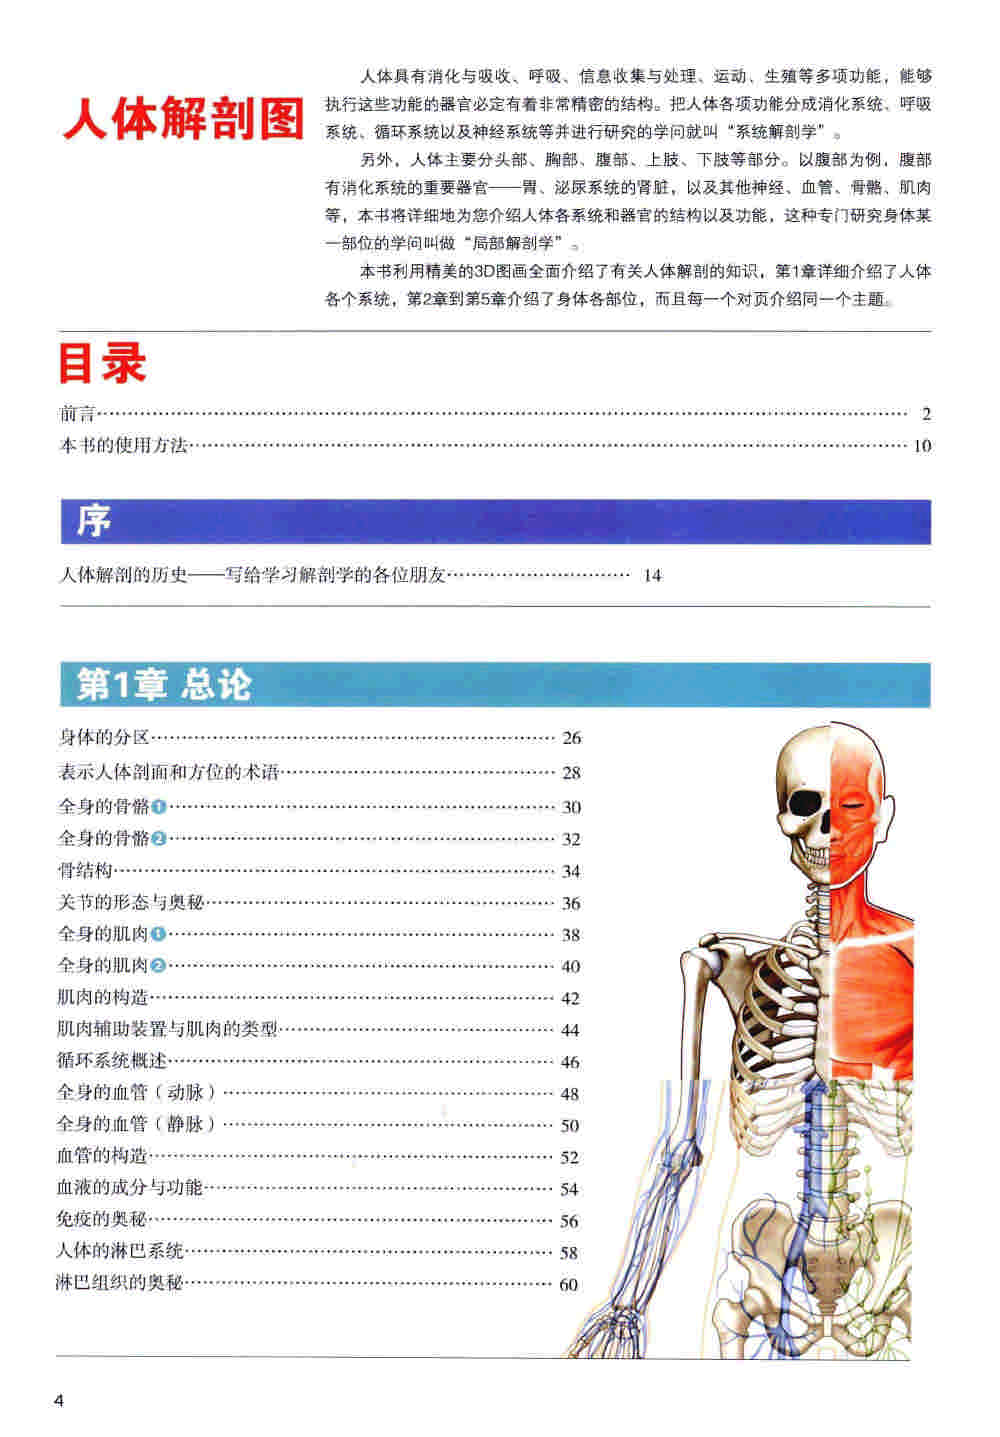 人体解剖图
人体具有消化与吸收、呼吸、信息收集与处理、运动、生殖等多项功能，能够
执行这些功能的器官必定有着非常精密的结构。把人体各项功能分成消化系统、呼吸
系统、循环系统以及神经系统等并进行研究的学问就叫“系统解剖学”。
另外，人体主要分头部、胸部、腹部、上肢、下肢等部分。以腹部为例，腹部
有消化系统的重要器官——胃、泌尿系统的肾脏，以及其他神经、血管、骨骼、肌肉
等，本书将详细地为您介绍人体各系统和器官的结构以及功能，这种专门研究身体某
一部位的学问叫做“局部解剖学”。
本书利用精美的3D图画全面介绍了有关人体解剖的知识，第1章详细介绍了人体
各个系统，第2章到第5章介绍了身体各部位，而且每一个对页介绍同一个主题。
目录
前言…… 2
本书的使用方法…… 10
序
人体解剖的历史——写给学习解剖学的各位朋友…… 14
第1章 总论
身体的分区…… 26
表示人体剖面和方位的术语…… 28
全身的骨骼❶…… 30
全身的骨骼❷…… 32
骨结构…… 34
关节的形态与奥秘…… 36
全身的肌肉❶…… 38
全身的肌肉❷…… 40
肌肉的构造…… 42
肌肉辅助装置与肌肉的类型…… 44
循环系统概述…… 46
全身的血管（动脉）…… 48
全身的血管（静脉）…… 50
血管的构造…… 52
血液的成分与功能…… 54
免疫的奥秘…… 56
人体的淋巴系统…… 58
淋巴组织的奥秘…… 60
4